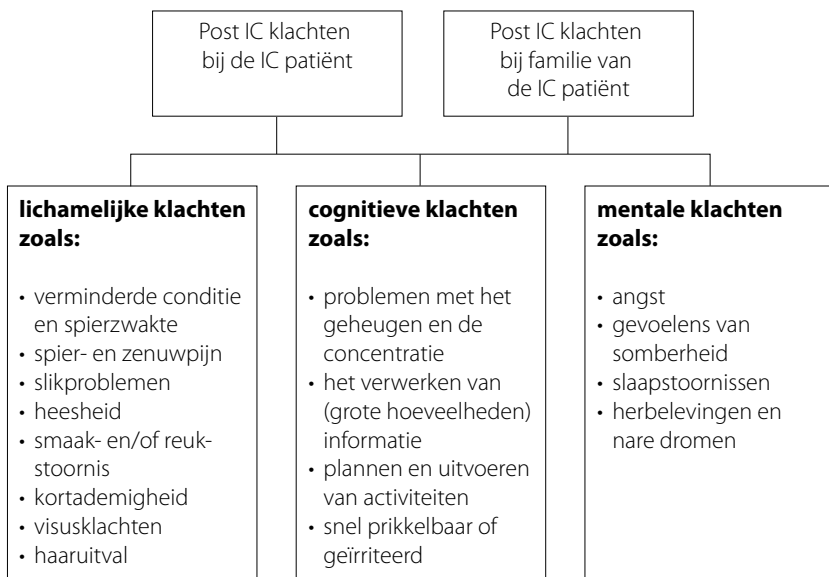 Post IC klachten
bij de IC patiënt
Post IC klachten
bij familie van
de IC patiënt
lichamelijke klachten
zoals:
• verminderde conditie
en spierzwakte
• spier- en zenuwpijn
• slikproblemen
• heesheid
• smaak- en/of reuk-
stoornis
• kortademigheid
• visusklachten
• haaruitval
cognitieve klachten
zoals:
• problemen met het
geheugen en de
concentratie
• het verwerken van
(grote hoeveelheden)
informatie
• plannen en uitvoeren
van activiteiten
• snel prikkelbaar of
geïrriteerd
mentale klachten
zoals:
• angst
• gevoelens van
somberheid
• slaapstoornissen
• herbelevingen en
nare dromen